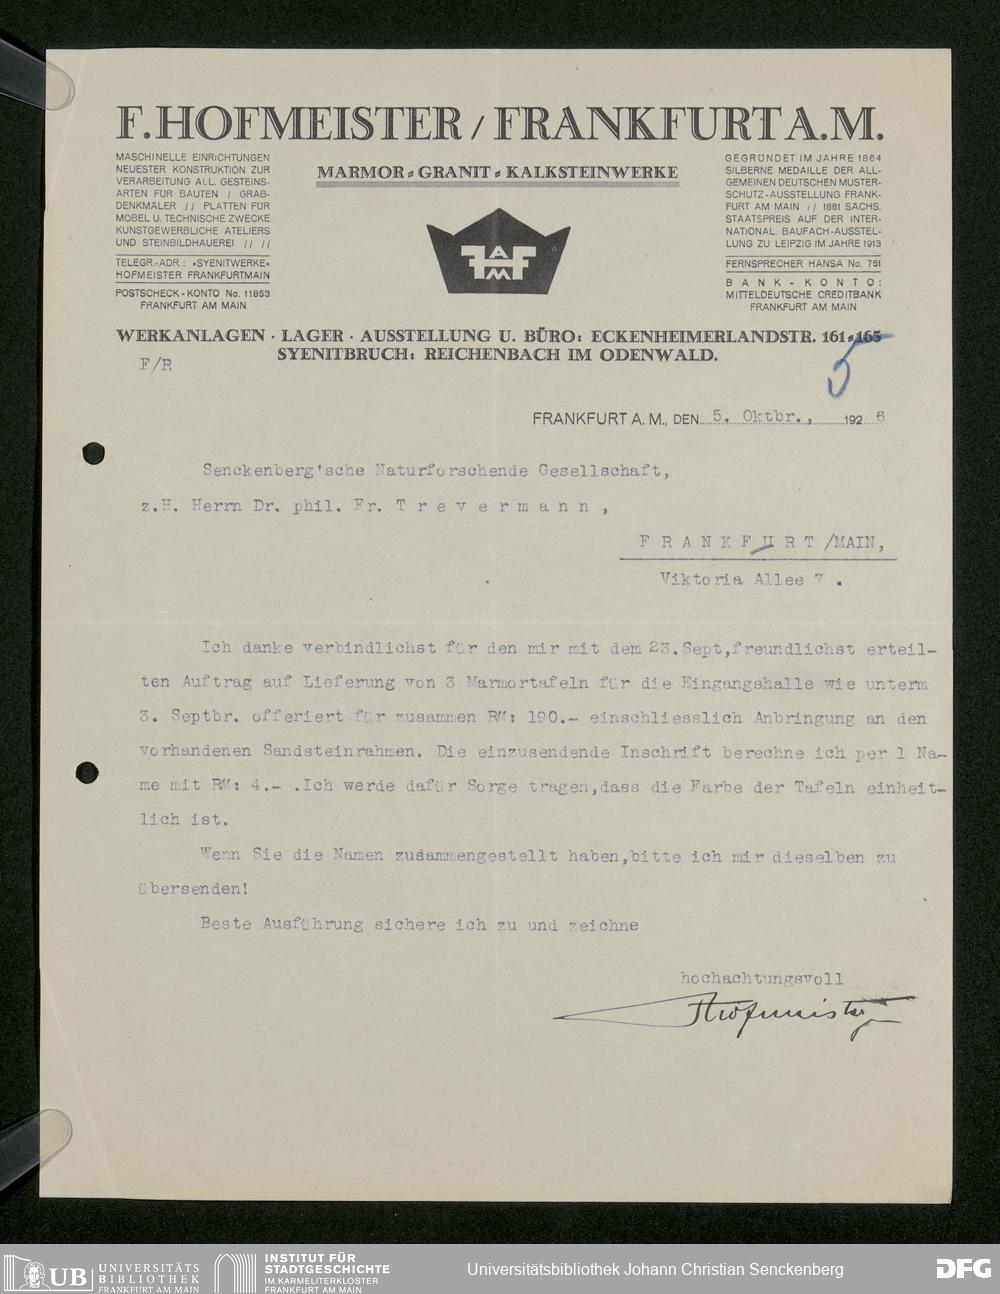 F. HOFMEISTER / FRANKFURT A.M.
MASCHINELLE EINRICHTUNGEN
NEUESTER KONSTRUKTION ZUR
VERARBEITUNG ALL. GESTEINS-
ARTEN FÜR BAUTEN / GRAB-
DENKMÄLER // PLATTEN FÜR
MÖBEL U. TECHNISCHE ZWECKE
KUNSTGEWERBLICHE ATELIERS
UND STEINBILDHAUEREI // //
TELEGR.-ADR.: »SYENITWERKE«
HOFMEISTER FRANKFURTMAIN
POSTSCHECK-KONTO No. 11853
FRANKFURT AM MAIN
MARMOR = GRANIT = KALKSTEINWERKE
FAF
M
GEGRÜNDET IM JAHRE 1864
SILBERNE MEDAILLE DER ALL-
GEMEINEN DEUTSCHEN MUSTER-
SCHUTZ-AUSSTELLUNG FRANK-
FURT AM MAIN // 1881 SÄCHS.
STAATSPREIS AUF DER INTER-
NATIONAL. BAUFACH-AUSSTEL-
LUNG ZU LEIPZIG IM JAHRE 1913
FERNSPRECHER HANSA No. 751
BANK-KONTO:
MITTELDEUTSCHE CREDITBANK
FRANKFURT AM MAIN
WERKANLAGEN · LAGER · AUSSTELLUNG U. BÜRO: ECKENHEIMERLANDSTR. 161=165
SYENITBRUCH: REICHENBACH IM ODENWALD.
F/R
5
FRANKFURT A. M., DEN 5. Oktbr., 1926
Senckenberg'sche Naturforschende Gesellschaft,
z.H. Herrn Dr. phil. Fr. T r e v e r m a n n ,
F R A N K F U R T /MAIN,
Viktoria Allee 7 .
Ich danke verbindlichst für den mir mit dem 23.Sept,freundlichst erteil-
ten Auftrag auf Lieferung von 3 Marmortafeln für die Eingangshalle wie unterm
3. Septbr. offeriert für zusammen RM: 190.- einschliesslich Anbringung an den
vorhandenen Sandsteinrahmen. Die einzusendende Inschrift berechne ich per 1 Na-
me mit RM: 4.- .Ich werde dafür Sorge tragen,dass die Farbe der Tafeln einheit-
lich ist.
Wenn Sie die Namen zusammengestellt haben,bitte ich mir dieselben zu
übersenden!
Beste Ausführung sichere ich zu und zeichne
hochachtungsvoll
FHofmeister
UB UNIVERSITÄTS
BIBLIOTHEK
FRANKFURT AM MAIN
INSTITUT FÜR
STADTGESCHICHTE
IM KARMELITERKLOSTER
FRANKFURT AM MAIN
Universitätsbibliothek Johann Christian Senckenberg
DFG